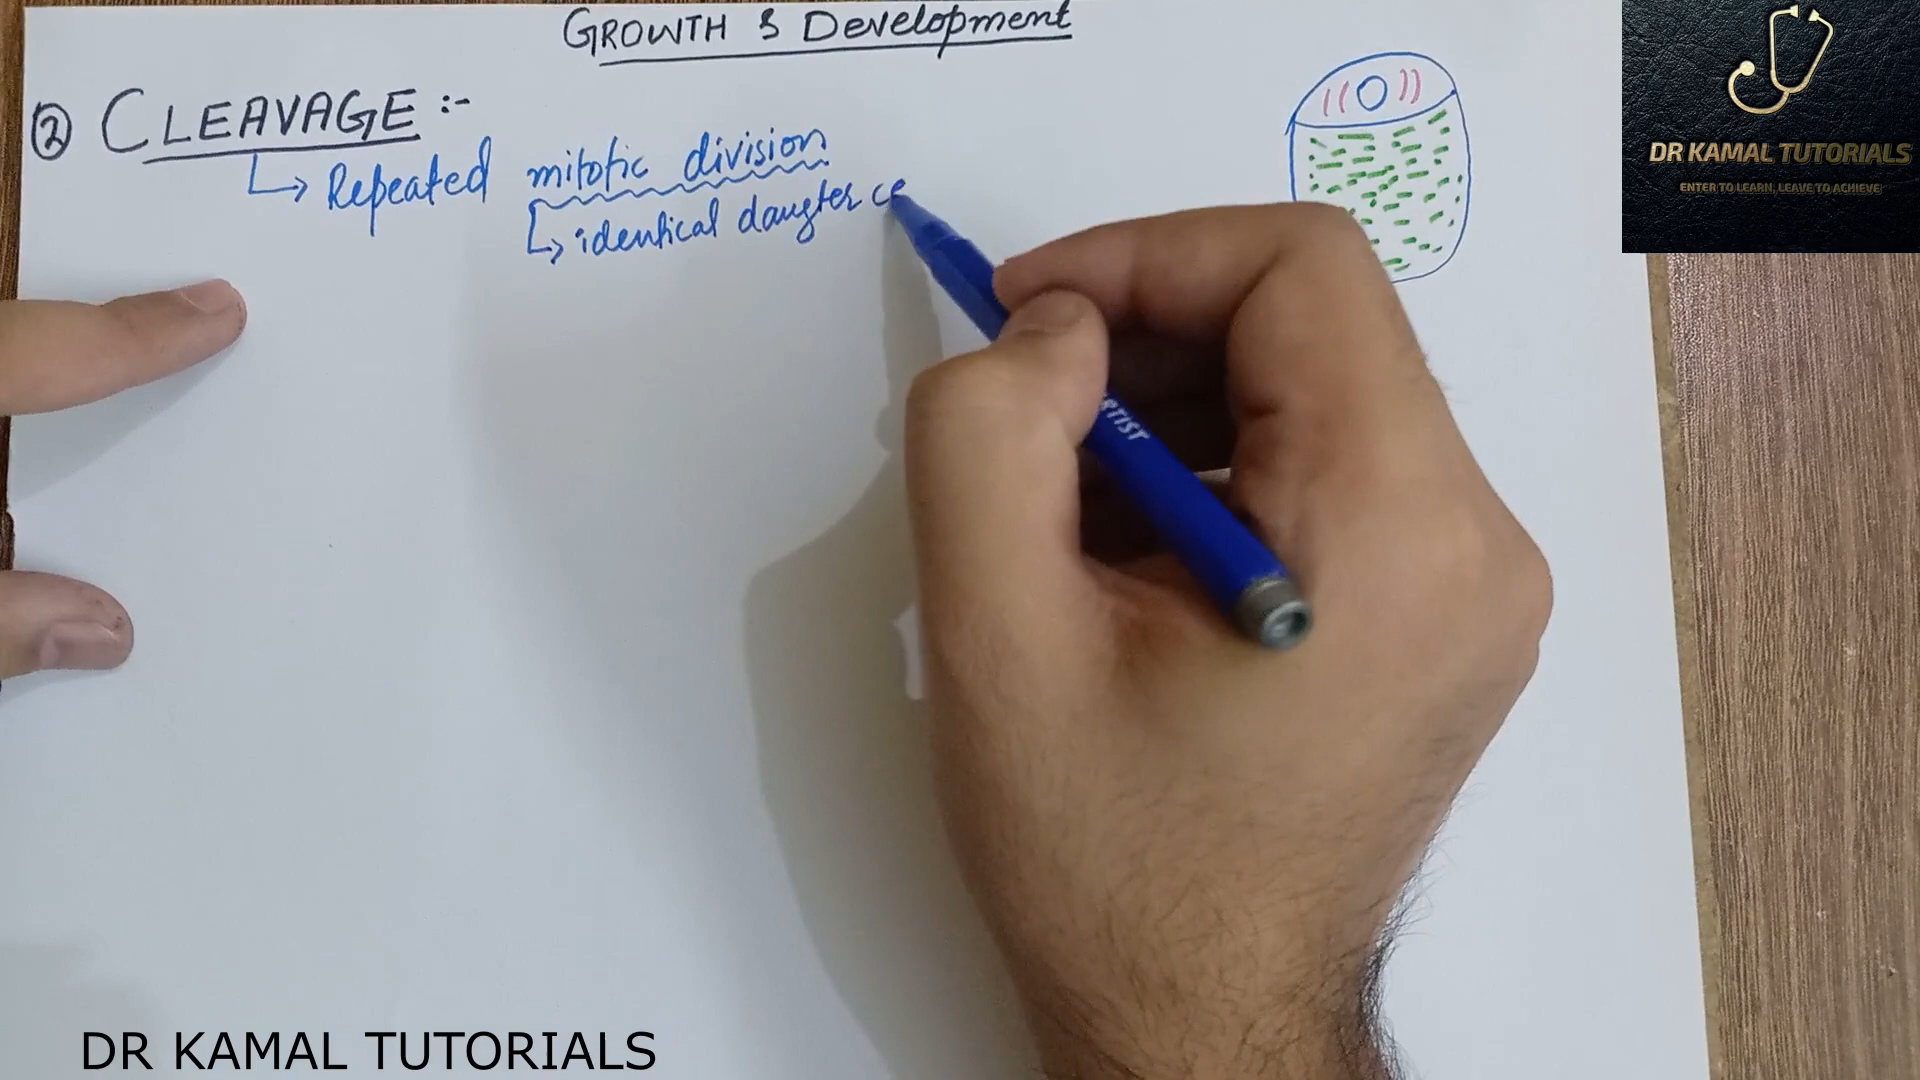 GROWTH & Development
② CLEAVAGE :-
↳ Repeated mitotic division
↳ identical daugter ce
ARTIST
DR KAMAL TUTORIALS
ENTER TO LEARN, LEAVE TO ACHIEVE
DR KAMAL TUTORIALS